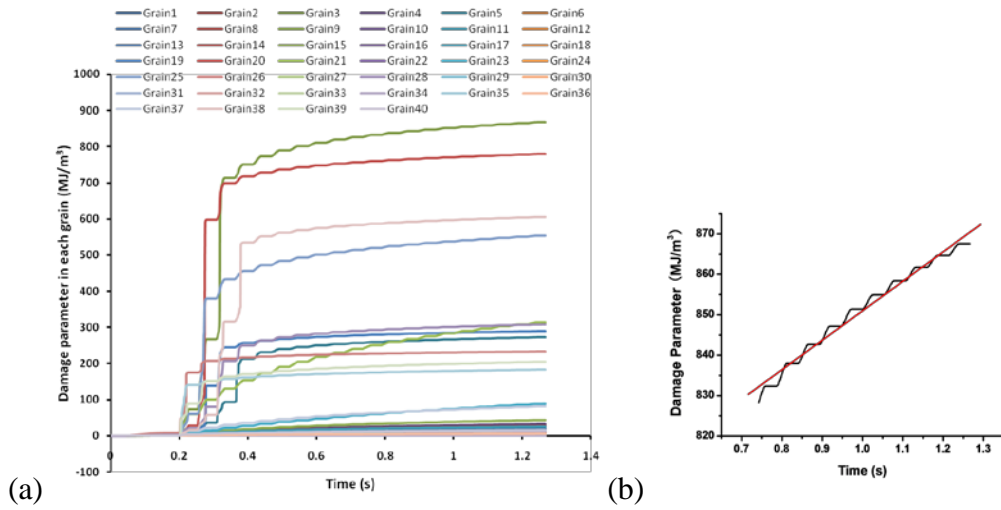 Grain1 Grain2 Grain3 Grain4 Grain5 Grain6
Grain7 Grain8 Grain9 Grain10 Grain11 Grain12
Grain13 Grain14 Grain15 Grain16 Grain17 Grain18
Grain19 Grain20 Grain21 Grain22 Grain23 Grain24
Grain25 Grain26 Grain27 Grain28 Grain29 Grain30
Grain31 Grain32 Grain33 Grain34 Grain35 Grain36
Grain37 Grain38 Grain39 Grain40
Damage parameter in each grain (MJ/m³)
1000
900
800
700
600
500
400
300
200
100
0
-100
0 0.2 0.4 0.6 0.8 1 1.2 1.4
Time (s)
(a)
Damage Parameter (MJ/m³)
870
860
850
840
830
820
0.7 0.8 0.9 1.0 1.1 1.2 1.3
Time (s)
(b)